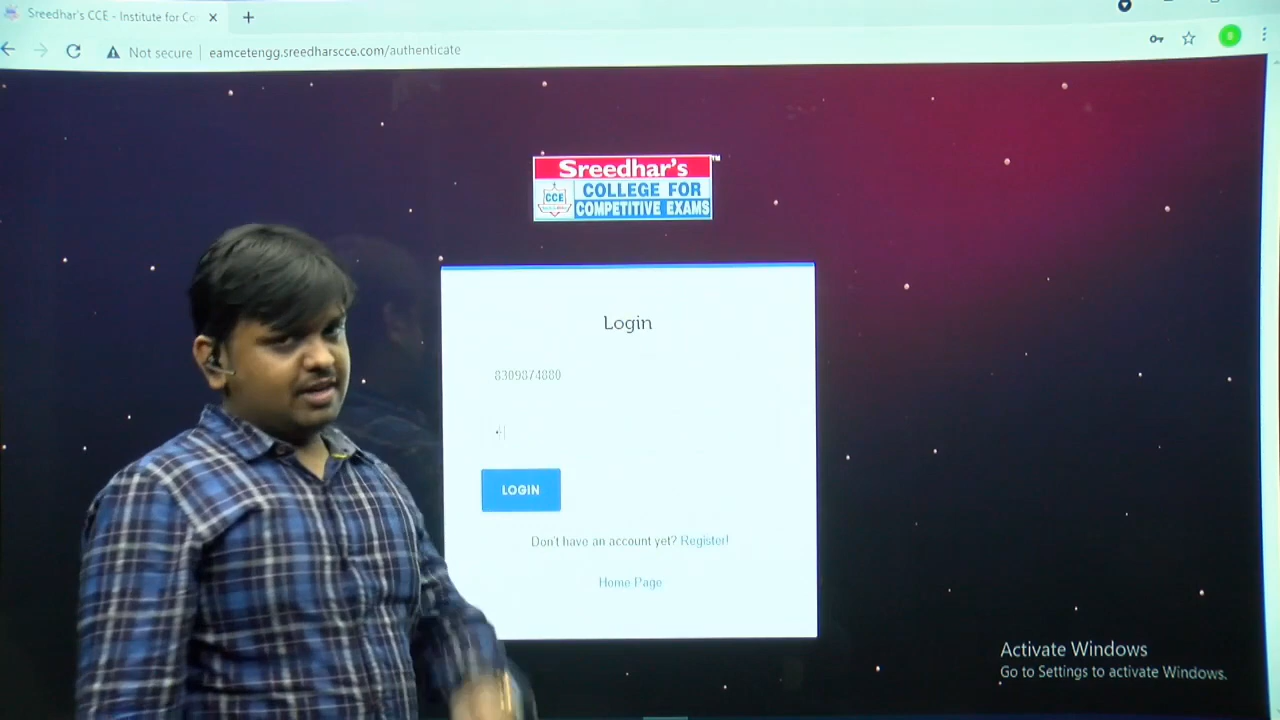 Sreedhar's CCE - Institute for Co
Not secure
eamcetengg.sreedharscce.com/authenticate
Sreedhar's
TM
CCE
COLLEGE FOR
COMPETITIVE EXAMS
Login
8309874880
LOGIN
Don't have an account yet? Register!
Home Page
Activate Windows
Go to Settings to activate Windows.